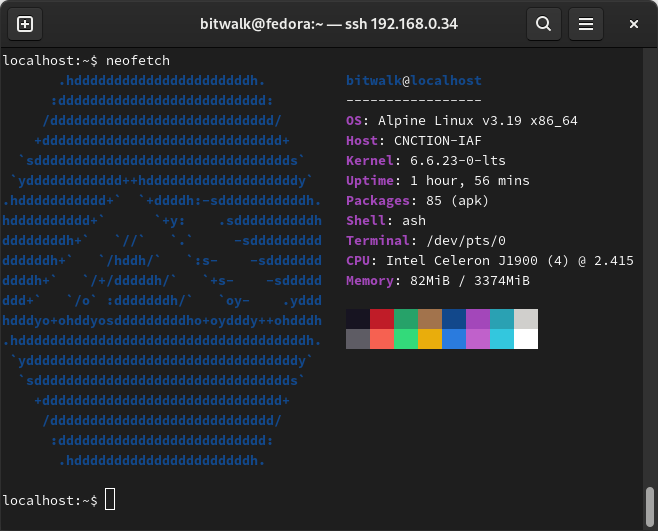 bitwalk@fedora:~ — ssh 192.168.0.34
localhost:~$ neofetch
       .hddddddddddddddddddddddh.
      :dddddddddddddddddddddddddd:
     /dddddddddddddddddddddddddddd/
    +dddddddddddddddddddddddddddddd+
  `sdddddddddddddddddddddddddddddddds`
 `ydddddddddddd++hdddddddddddddddddddy`
.hddddddddddd+`  `+ddddh:-sdddddddddddh.
hdddddddddd+`      `+y:    .sddddddddddh
ddddddddh+`   `//`   `.`     -sddddddddd
ddddddh+`   `/hddh/`   `:s-    -sddddddd
ddddh+`   `/+/dddddh/`   `+s-    -sddddd
ddd+`   `/o` :dddddddh/`   `oy-    .yddd
hdddyo+ohddyosdddddddddho+oydddy++ohdddh
.hddddddddddddddddddddddddddddddddddddh.
 `yddddddddddddddddddddddddddddddddddy`
  `sdddddddddddddddddddddddddddddddds`
    +dddddddddddddddddddddddddddddd+
     /dddddddddddddddddddddddddddd/
      :dddddddddddddddddddddddddd:
       .hddddddddddddddddddddddh.
bitwalk@localhost
-----------------
OS: Alpine Linux v3.19 x86_64
Host: CNCTION-IAF
Kernel: 6.6.23-0-lts
Uptime: 1 hour, 56 mins
Packages: 85 (apk)
Shell: ash
Terminal: /dev/pts/0
CPU: Intel Celeron J1900 (4) @ 2.415
Memory: 82MiB / 3374MiB
localhost:~$